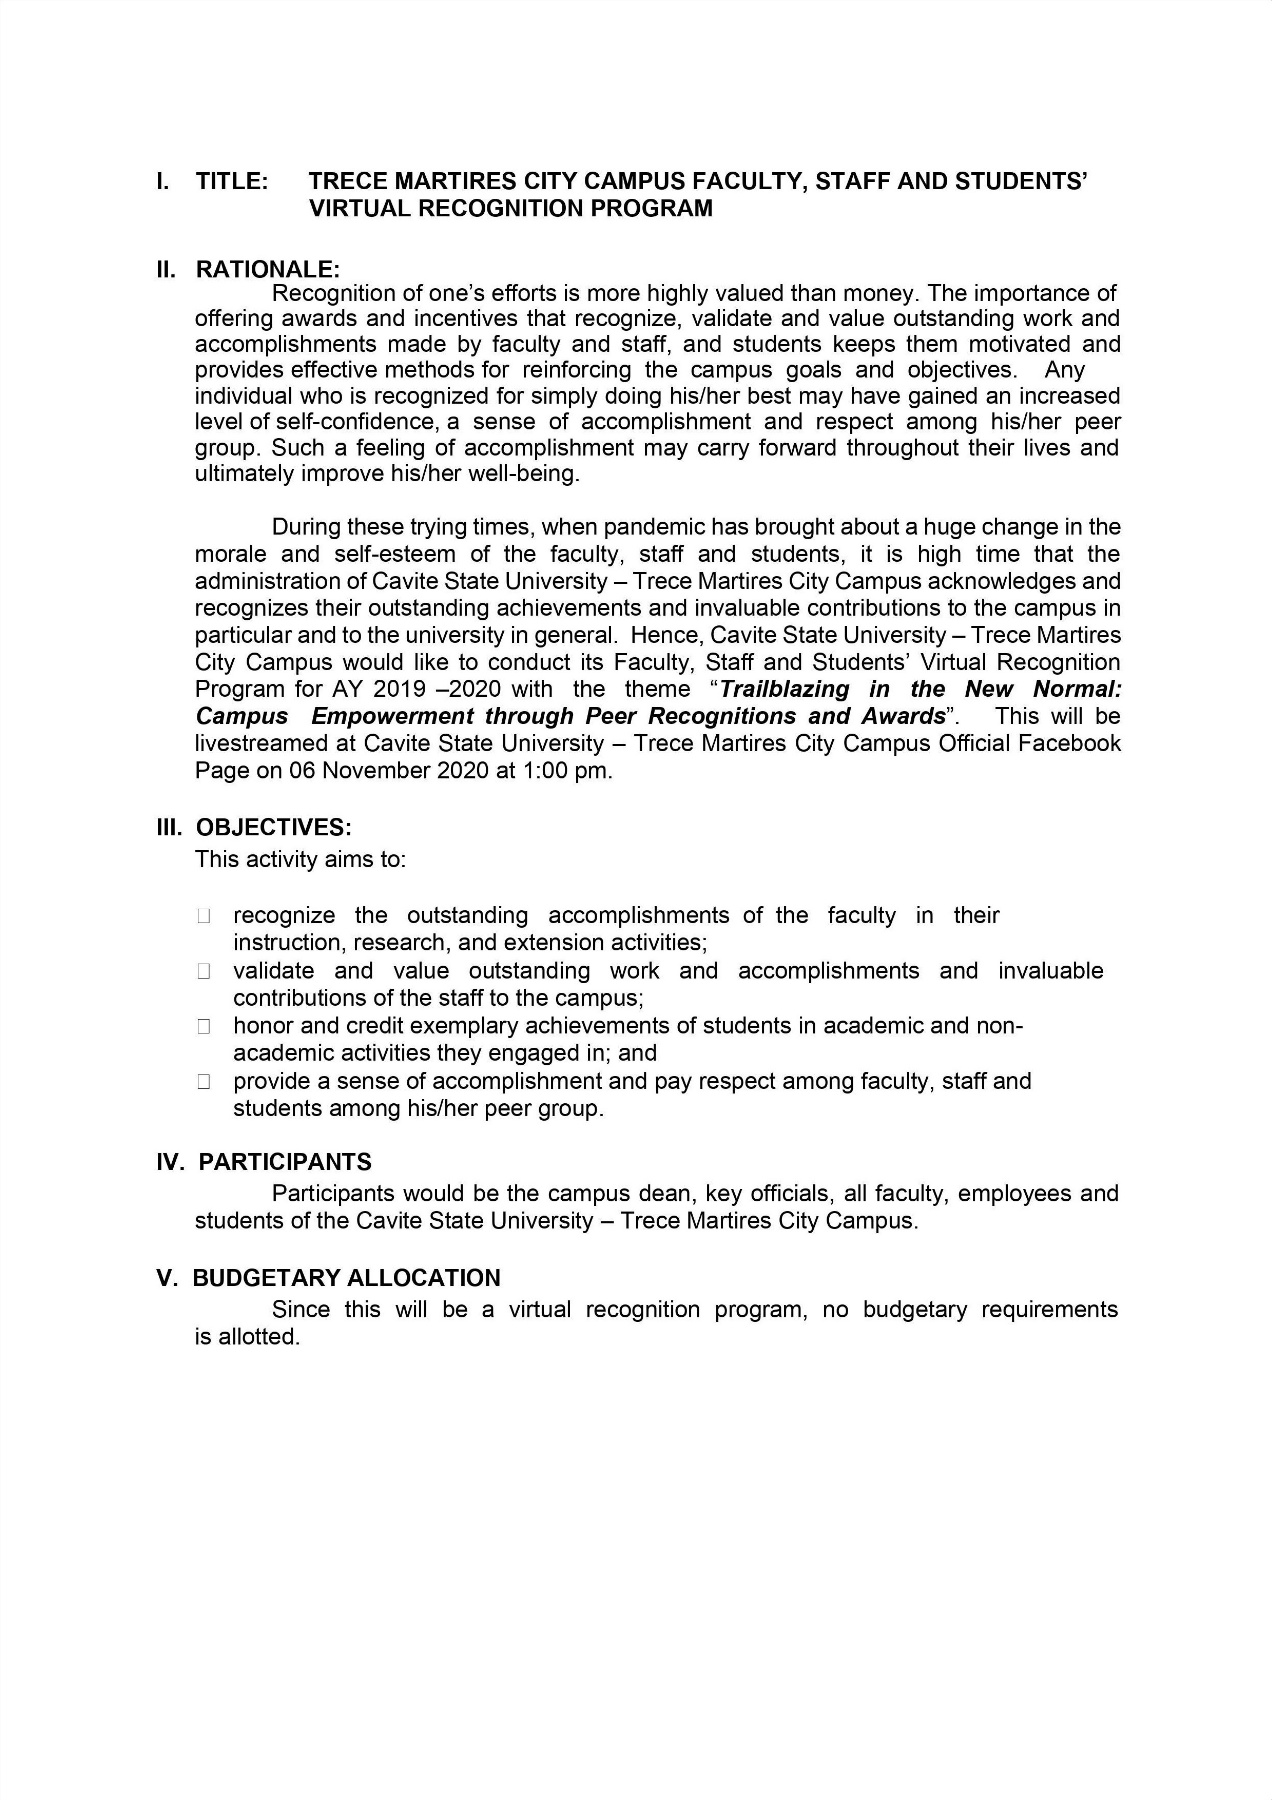 I. TITLE: TRECE MARTIRES CITY CAMPUS FACULTY, STAFF AND STUDENTS’
VIRTUAL RECOGNITION PROGRAM
II. RATIONALE:
Recognition of one’s efforts is more highly valued than money. The importance of
offering awards and incentives that recognize, validate and value outstanding work and
accomplishments made by faculty and staff, and students keeps them motivated and
provides effective methods for reinforcing the campus goals and objectives. Any
individual who is recognized for simply doing his/her best may have gained an increased
level of self-confidence, a sense of accomplishment and respect among his/her peer
group. Such a feeling of accomplishment may carry forward throughout their lives and
ultimately improve his/her well-being.
During these trying times, when pandemic has brought about a huge change in the
morale and self-esteem of the faculty, staff and students, it is high time that the
administration of Cavite State University – Trece Martires City Campus acknowledges and
recognizes their outstanding achievements and invaluable contributions to the campus in
particular and to the university in general. Hence, Cavite State University – Trece Martires
City Campus would like to conduct its Faculty, Staff and Students’ Virtual Recognition
Program for AY 2019 –2020 with the theme “Trailblazing in the New Normal:
Campus Empowerment through Peer Recognitions and Awards”. This will be
livestreamed at Cavite State University – Trece Martires City Campus Official Facebook
Page on 06 November 2020 at 1:00 pm.
III. OBJECTIVES:
This activity aims to:
recognize the outstanding accomplishments of the faculty in their
instruction, research, and extension activities;
validate and value outstanding work and accomplishments and invaluable
contributions of the staff to the campus;
honor and credit exemplary achievements of students in academic and non-
academic activities they engaged in; and
provide a sense of accomplishment and pay respect among faculty, staff and
students among his/her peer group.
IV. PARTICIPANTS
Participants would be the campus dean, key officials, all faculty, employees and
students of the Cavite State University – Trece Martires City Campus.
V. BUDGETARY ALLOCATION
Since this will be a virtual recognition program, no budgetary requirements
is allotted.